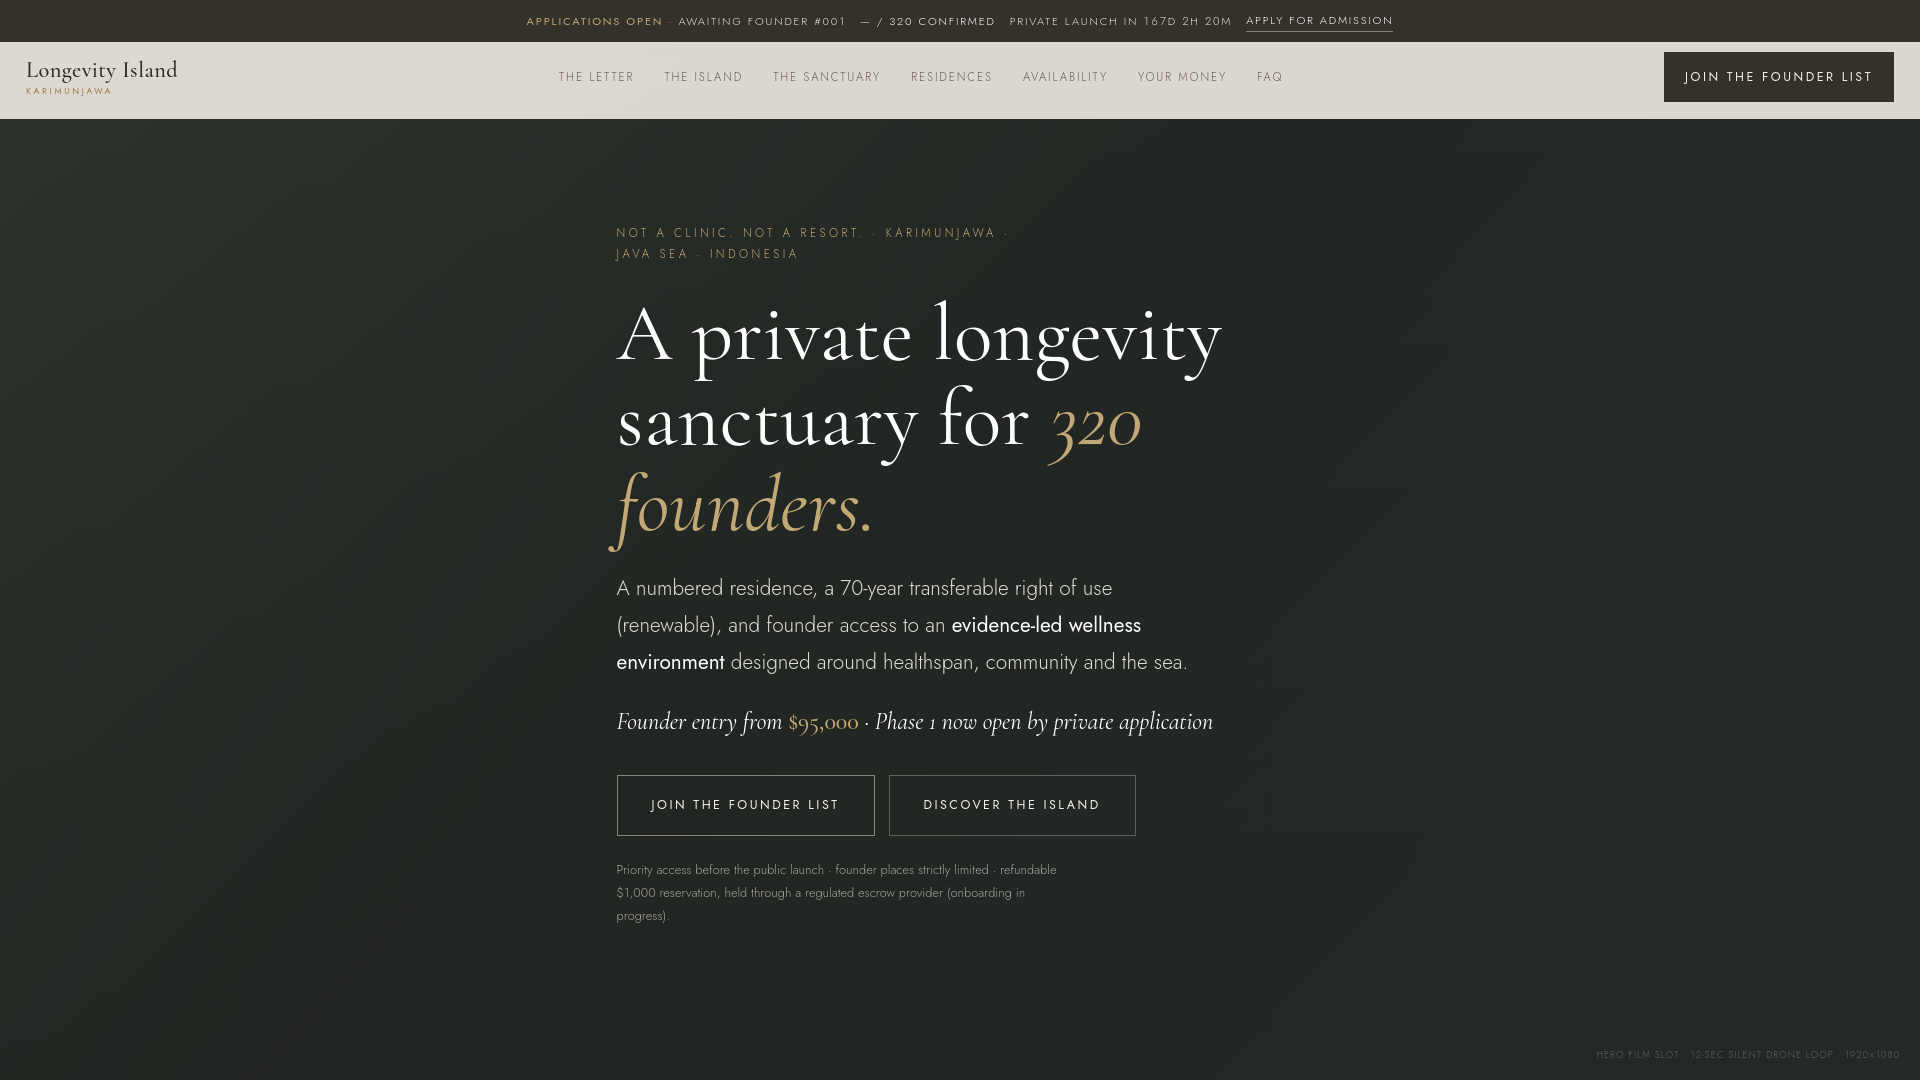 APPLICATIONS OPEN · AWAITING FOUNDER #001 — / 320 CONFIRMED PRIVATE LAUNCH IN 167D 2H 20M APPLY FOR ADMISSION
Longevity Island
KARIMUNJAWA
THE LETTER THE ISLAND THE SANCTUARY RESIDENCES AVAILABILITY YOUR MONEY FAQ
JOIN THE FOUNDER LIST
NOT A CLINIC. NOT A RESORT. · KARIMUNJAWA ·
JAVA SEA · INDONESIA
A private longevity
sanctuary for 320
founders.
A numbered residence, a 70-year transferable right of use
(renewable), and founder access to an evidence-led wellness
environment designed around healthspan, community and the sea.
Founder entry from $95,000 · Phase 1 now open by private application
JOIN THE FOUNDER LIST DISCOVER THE ISLAND
Priority access before the public launch · founder places strictly limited · refundable
$1,000 reservation, held through a regulated escrow provider (onboarding in
progress).
HERO FILM SLOT · 12-SEC SILENT DRONE LOOP · 1920×1080